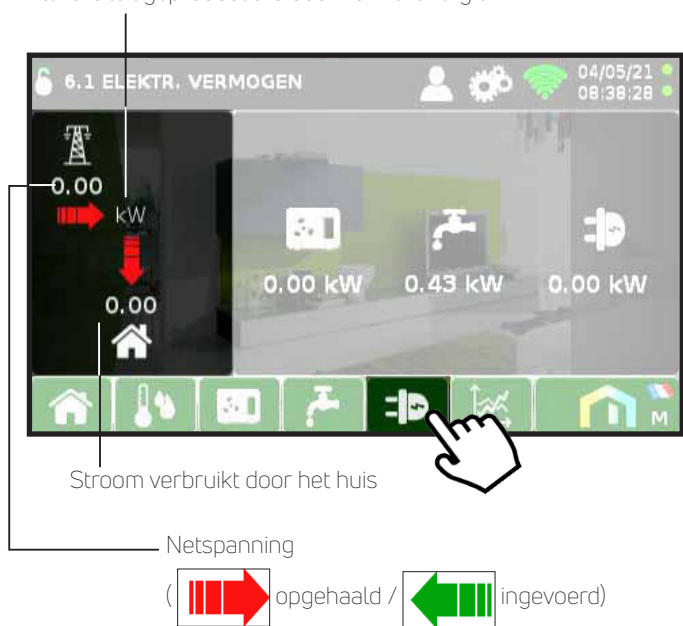 6.1 ELEKTR. VERMOGEN
04/05/21
08:38:28
0.00
kW
0.00
0.00 kW
0.43 kW
0.00 kW
M
Stroom verbruikt door het huis
Netspanning
( opgehaald / ingevoerd)